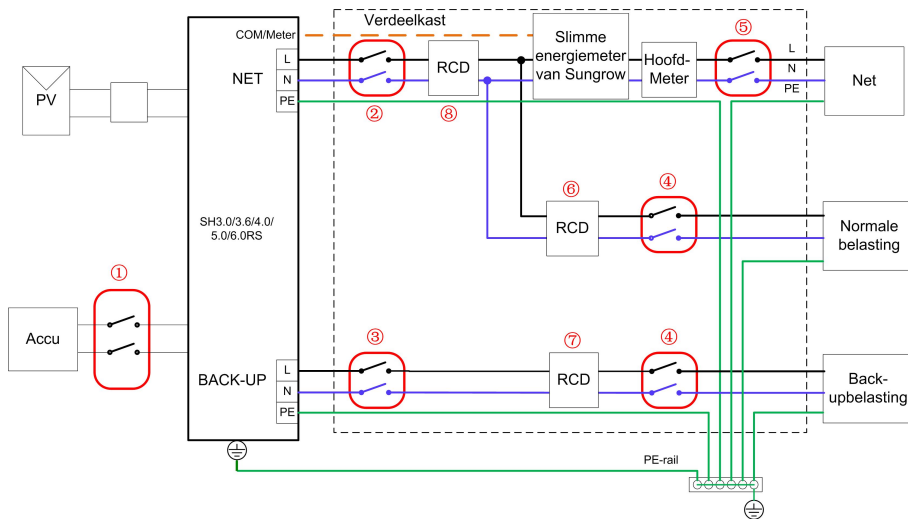 Verdeelkast
COM/Meter
L
N
PE
NET
②
RCD
⑧
Slimme
energiemeter
van Sungrow
Hoofd-
Meter
⑤
L
N
PE
Net
PV
⑥
RCD
④
Normale
belasting
SH3.0/3.6/4.0/
5.0/6.0RS
①
Accu
BACK-UP
L
N
PE
③
⑦
RCD
④
Back-
upbelasting
PE-rail